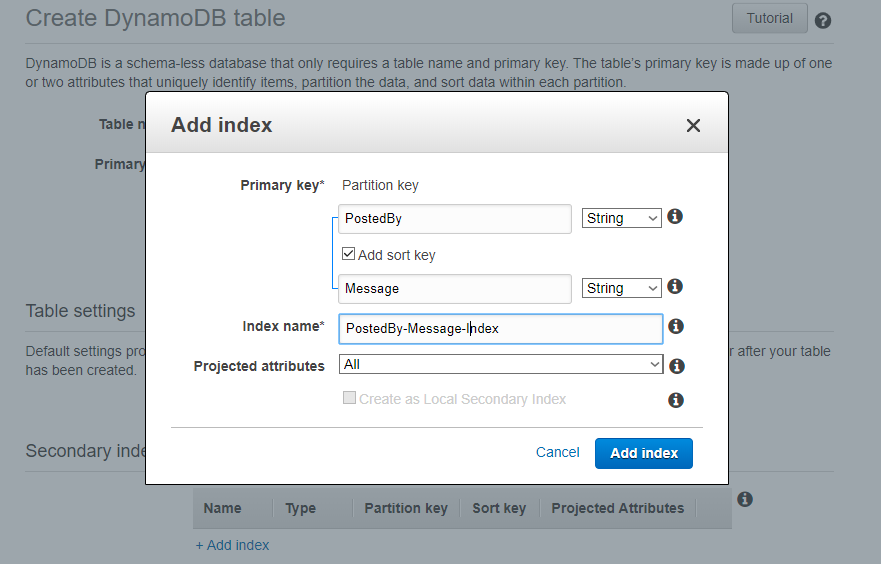 Create DynamoDB table
Tutorial
DynamoDB is a schema-less database that only requires a table name and primary key. The table's primary key is made up of one
or two attributes that uniquely identify items, partition the data, and sort data within each partition.
Table n
Primary
Add index
Primary key* Partition key
PostedBy String
Add sort key
Message String
Index name* PostedBy-Message-Index
Projected attributes All
Create as Local Secondary Index
Cancel Add index
Table settings
Default settings pro r after your table
has been created.
Secondary inde
Name Type Partition key Sort key Projected Attributes
+ Add index